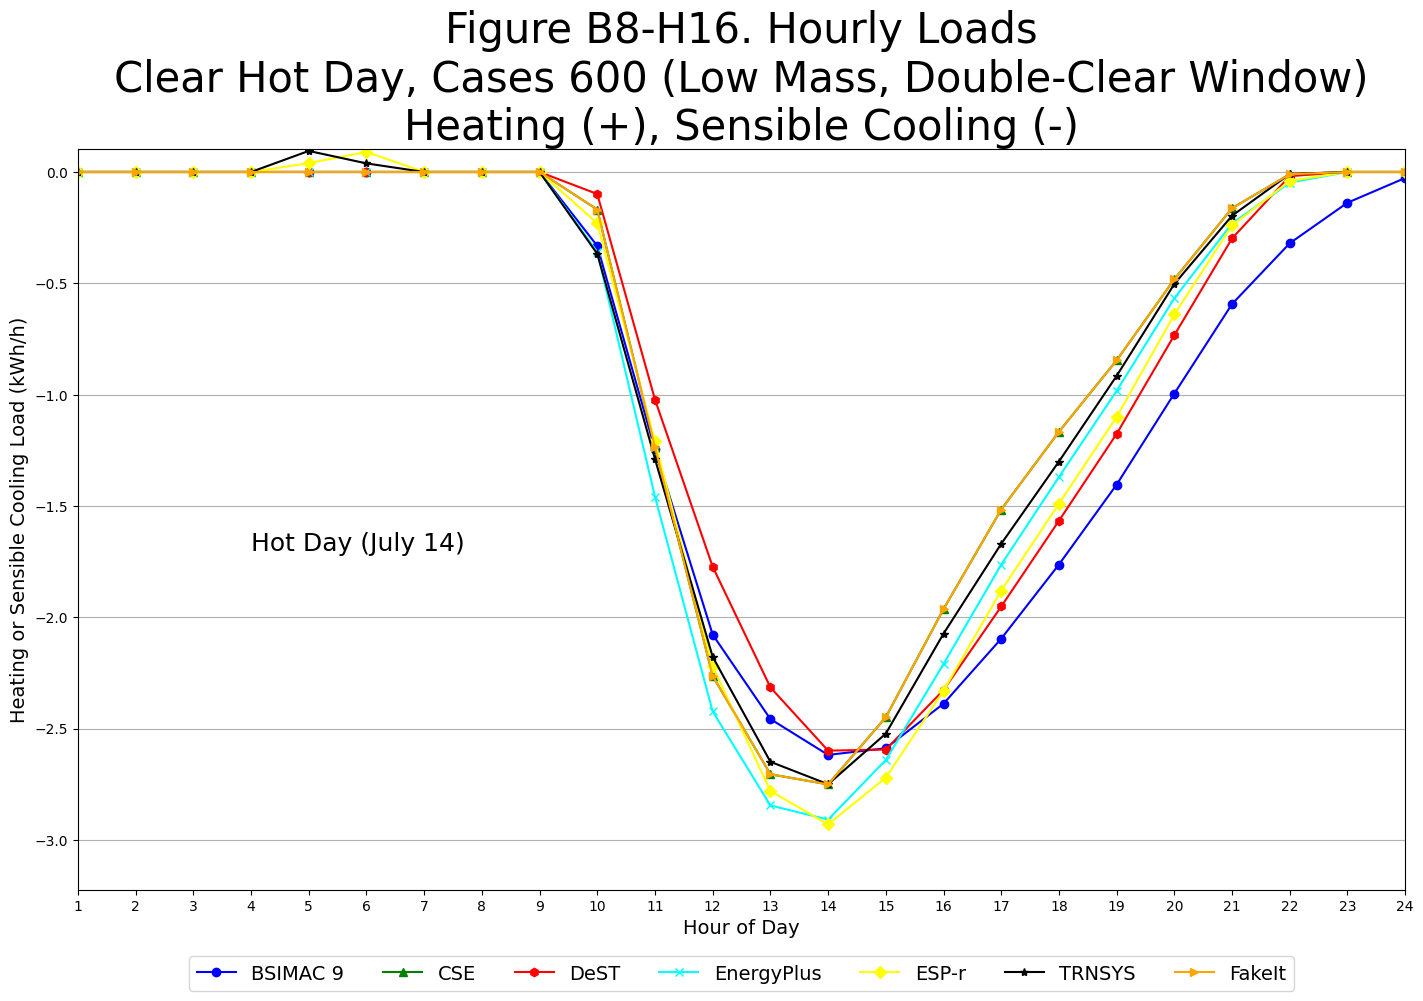 Figure B8-H16. Hourly Loads
Clear Hot Day, Cases 600 (Low Mass, Double-Clear Window)
Heating (+), Sensible Cooling (-)
Heating or Sensible Cooling Load (kWh/h)
0.0
−0.5
−1.0
−1.5
−2.0
−2.5
−3.0
Hot Day (July 14)
1 2 3 4 5 6 7 8 9 10 11 12 13 14 15 16 17 18 19 20 21 22 23 24
Hour of Day
BSIMAC 9 CSE DeST EnergyPlus ESP-r TRNSYS FakeIt